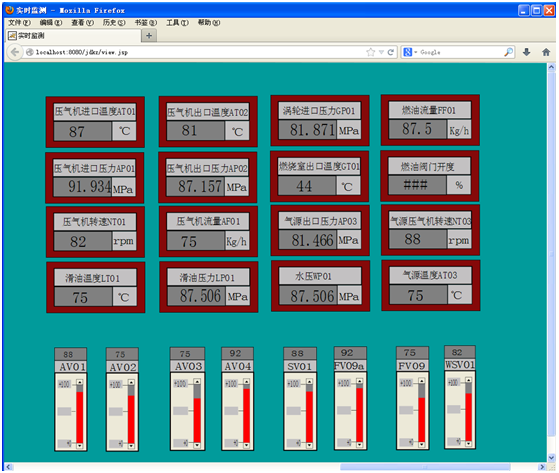 实时监测 - Mozilla Firefox
文件(F) 编辑(E) 查看(V) 历史(S) 书签(B) 工具(T) 帮助(H)
实时监测
localhost:8080/jdkz/view.jsp
Google
压气机进口温度AT01 压气机出口温度AT02 涡轮进口压力GP01 燃油流量FF01
87 ℃ 81 ℃ 81.871 MPa 87.5 Kg/h
压气机进口压力AP01 压气机出口压力AP02 燃烧室出口温度GT01 燃油阀门开度
91.934 MPa 87.157 MPa 44 ℃ ### %
压气机转速NT01 压气机流量AF01 气源出口压力AP03 气源压气机转速NT03
82 rpm 75 Kg/h 81.466 MPa 88 rpm
滑油温度LT01 滑油压力LP01 水压WP01 气源温度AT03
75 ℃ 87.506 MPa 87.506 MPa 75 ℃
88 75 75 92 88 92 75 82
AV01 AV02 AV03 AV04 SV01 FV09a FV09 WSV01
+100 +100 +100 +100 +100 +100 +100 +100